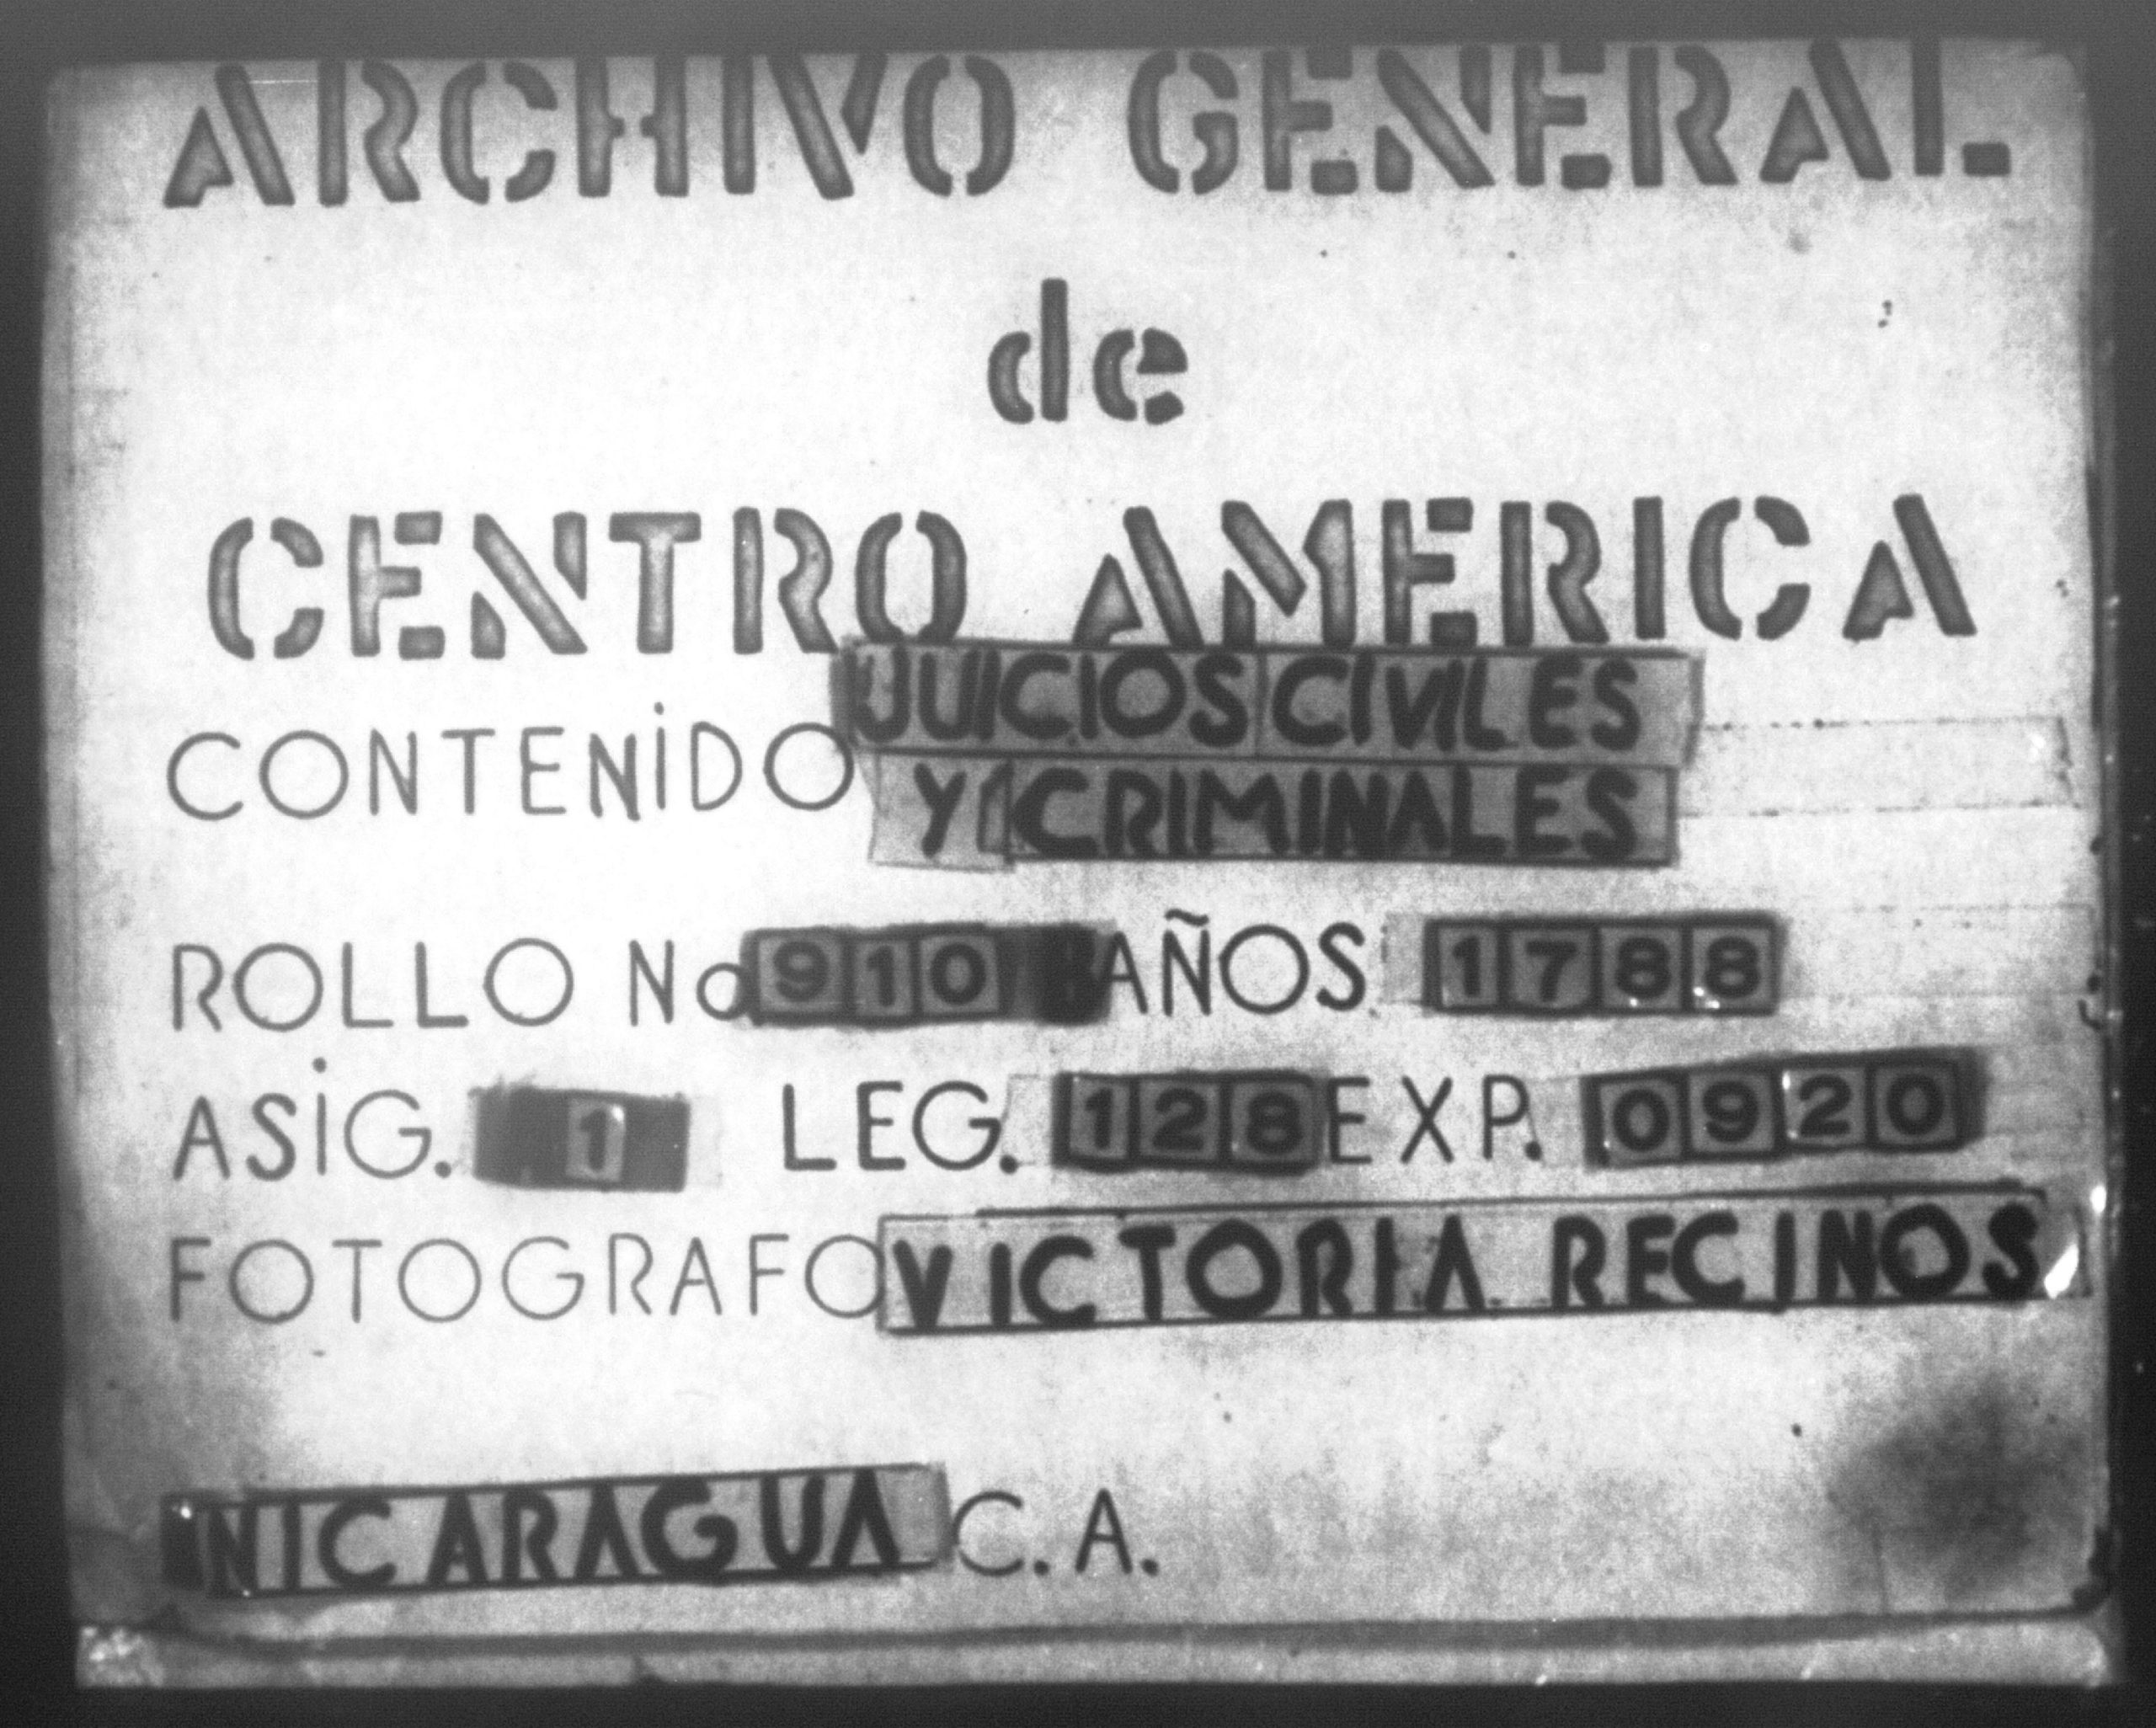 ARCHIVO GENERAL
de
CENTRO AMERICA
CONTENIDO JUICIOS CIVILES
Y CRIMINALES
ROLLO No. 910 AÑOS 1788
ASIG. 1 LEG. 128 EXP. 0920
FOTOGRAFO VICTORIA RECINOS
NICARAGUA C.A.